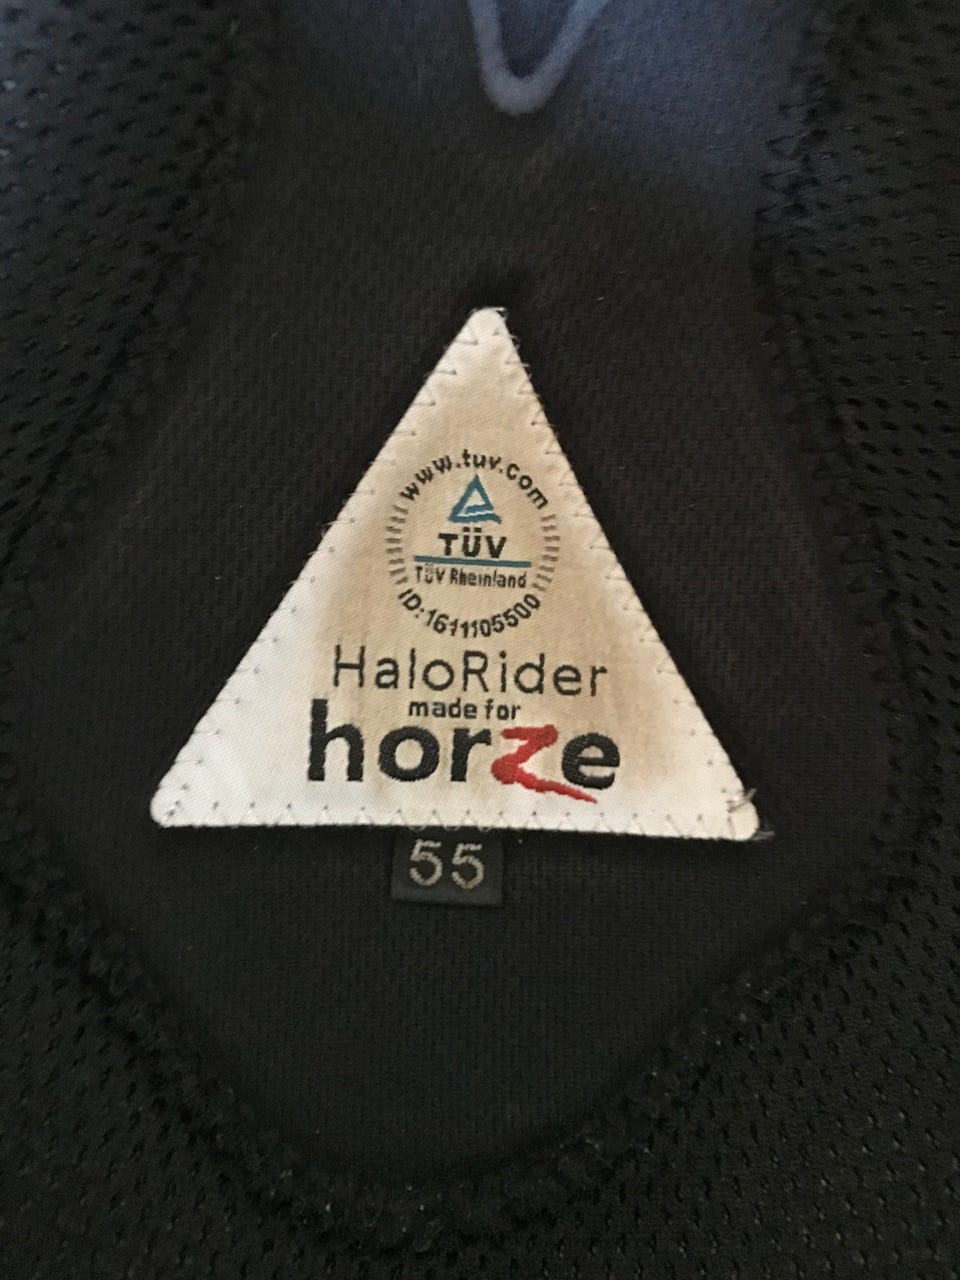 www.tuv.com
TÜV
TÜV Rheinland
ID: 1611105500
HaloRider
made for
horze
55